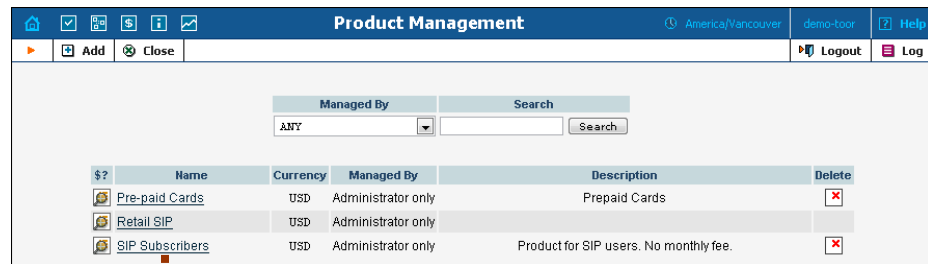 Product Management America/Vancouver demo-toor ? Help
Add Close Logout Log
Managed By Search
ANY Search
$? Name Currency Managed By Description Delete
Pre-paid Cards USD Administrator only Prepaid Cards
Retail SIP USD Administrator only
SIP Subscribers USD Administrator only Product for SIP users. No monthly fee.